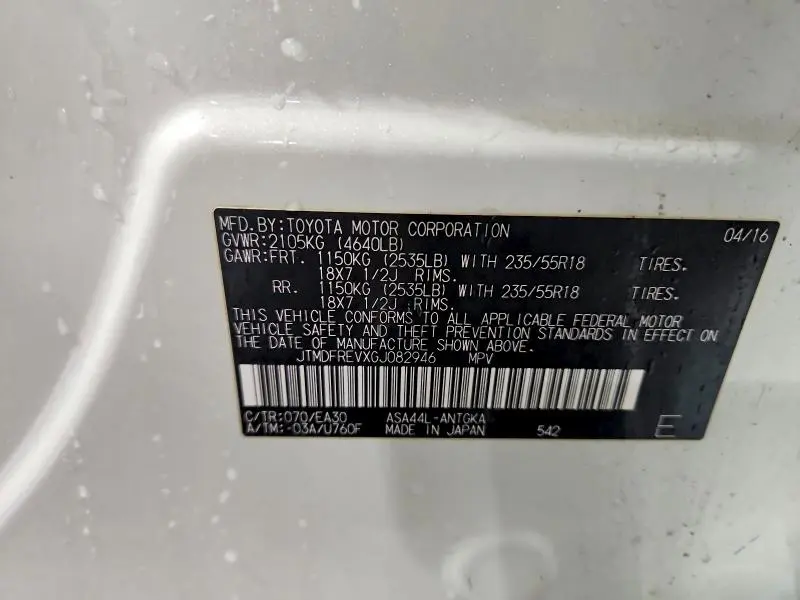 MFD.BY:TOYOTA MOTOR CORPORATION 04/16
GVWR:2105KG (4640LB)
GAWR:FRT. 1150KG (2535LB) WITH 235/55R18 TIRES.
18X7 1/2J RIMS.
RR. 1150KG (2535LB) WITH 235/55R18 TIRES.
18X7 1/2J RIMS.
THIS VEHICLE CONFORMS TO ALL APPLICABLE FEDERAL MOTOR
VEHICLE SAFETY AND THEFT PREVENTION STANDARDS IN EFFECT ON
THE DATE OF MANUFACTURE SHOWN ABOVE.
JTMDFREVXGJ082946 MPV
C/TR:070/EA30 ASA44L-ANTGKA
A/TM:-03A/U760F MADE IN JAPAN 542 E